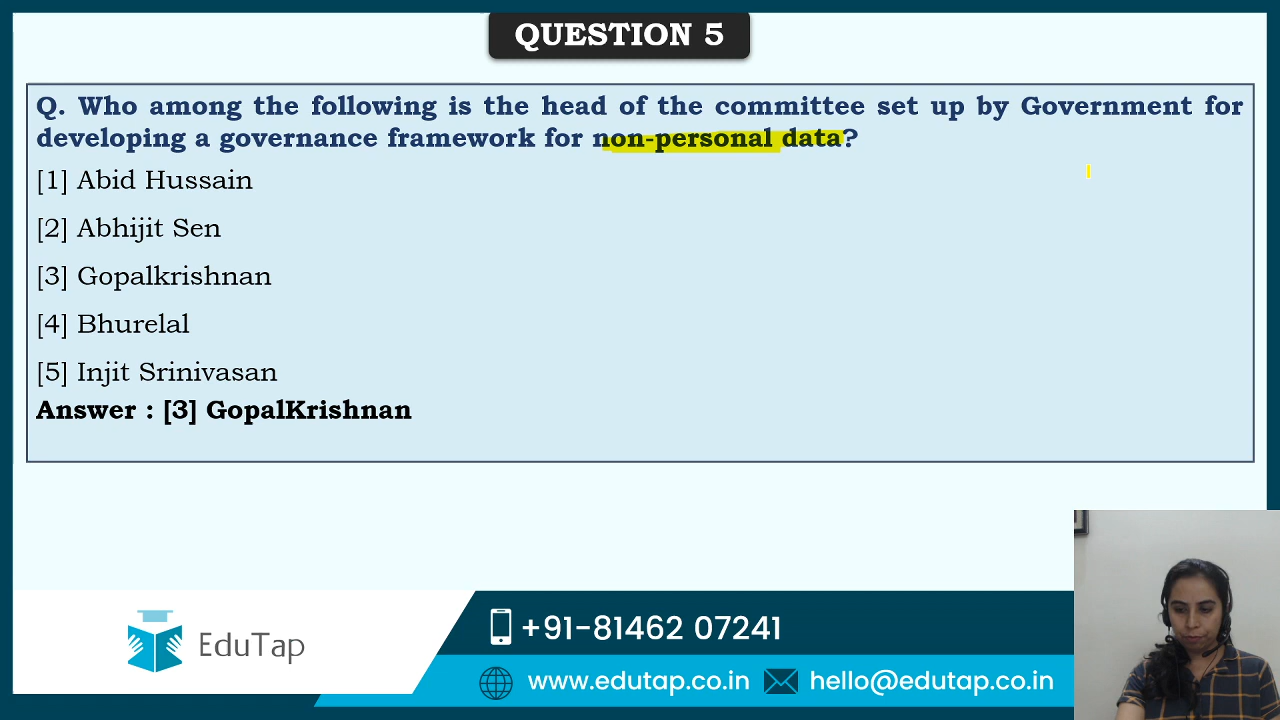 QUESTION 5
Q. Who among the following is the head of the committee set up by Government for
developing a governance framework for non-personal data?
[1] Abid Hussain
[2] Abhijit Sen
[3] Gopalkrishnan
[4] Bhurelal
[5] Injit Srinivasan
Answer : [3] GopalKrishnan
EduTap
+91-81462 07241
www.edutap.co.in
hello@edutap.co.in